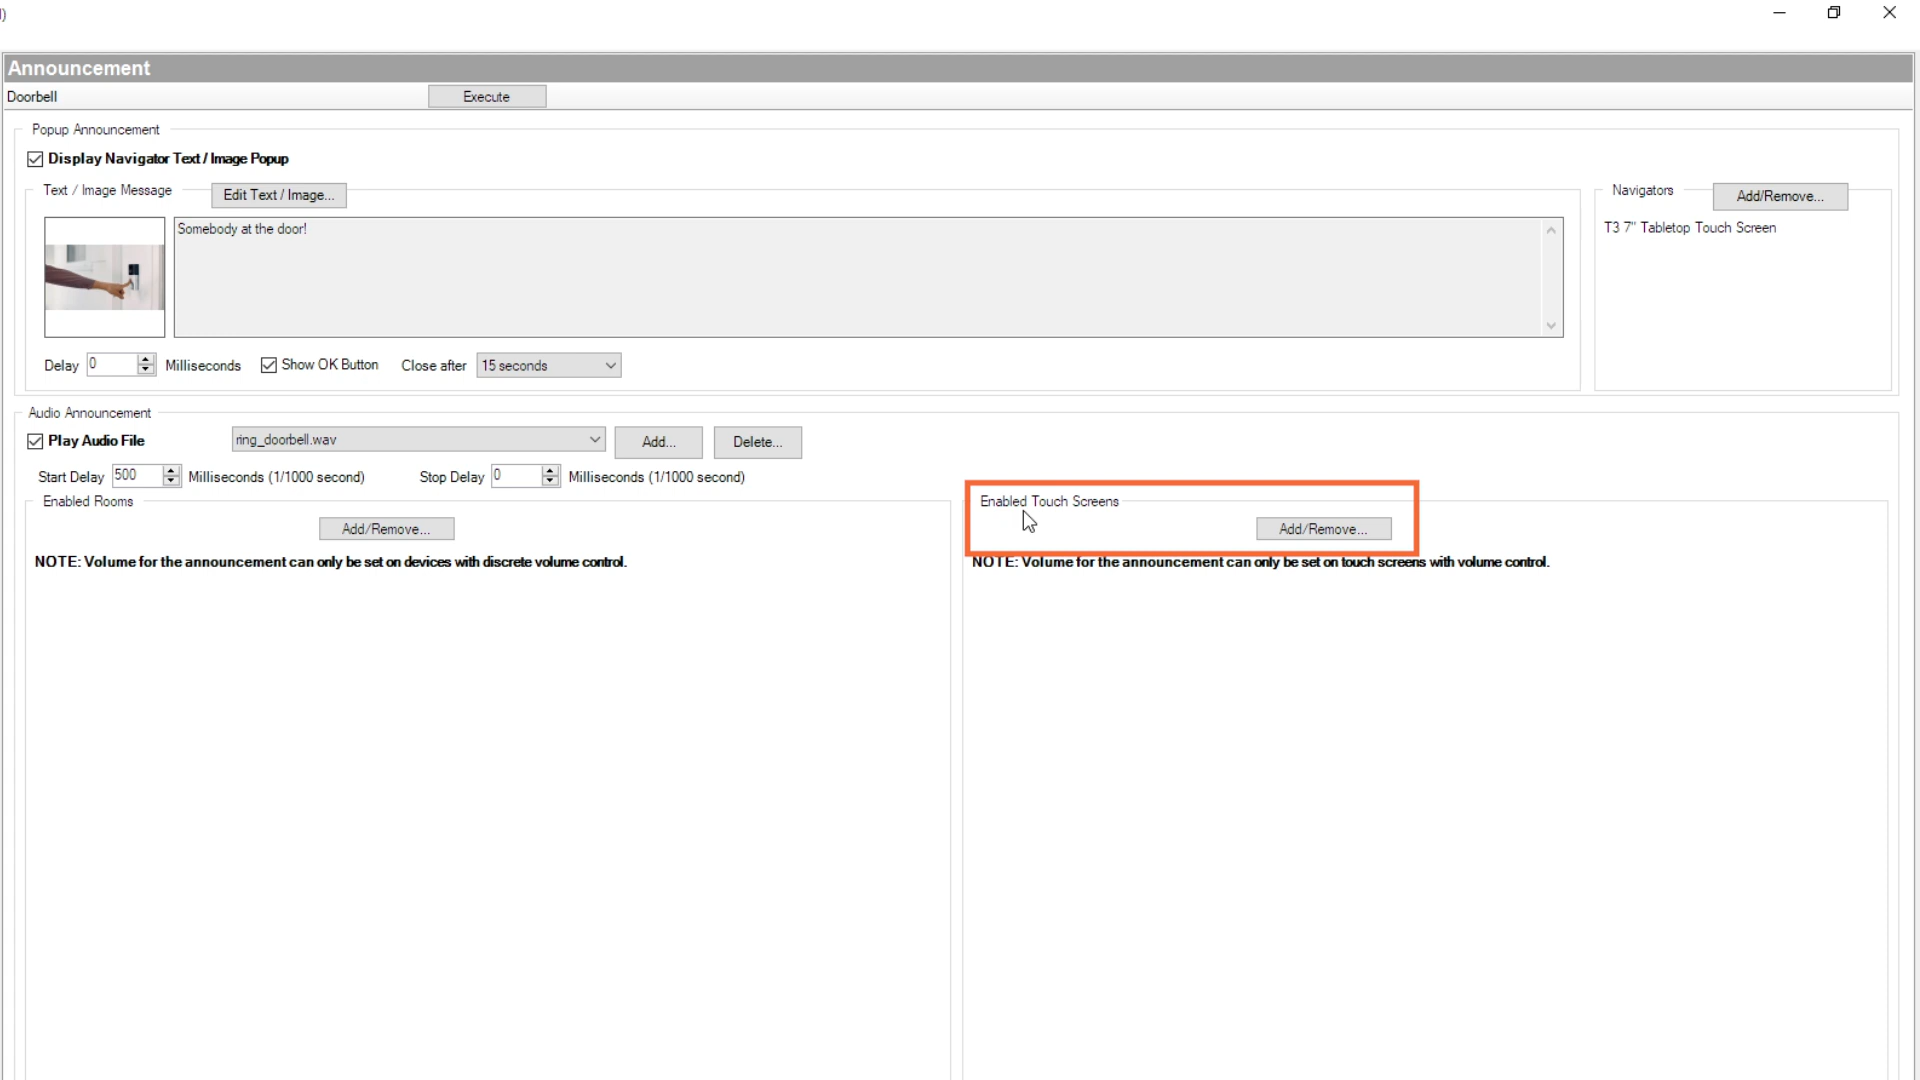 )
Announcement
Doorbell
Execute
Popup Announcement
Display Navigator Text / Image Popup
Text / Image Message
Edit Text / Image...
Navigators
Add/Remove...
Somebody at the door!
T3 7" Tabletop Touch Screen
Delay 0 Milliseconds Show OK Button Close after 15 seconds
Audio Announcement
Play Audio File ring_doorbell.wav Add... Delete...
Start Delay 500 Milliseconds (1/1000 second) Stop Delay 0 Milliseconds (1/1000 second)
Enabled Rooms
Add/Remove...
NOTE: Volume for the announcement can only be set on devices with discrete volume control.
Enabled Touch Screens
Add/Remove...
NOTE: Volume for the announcement can only be set on touch screens with volume control.